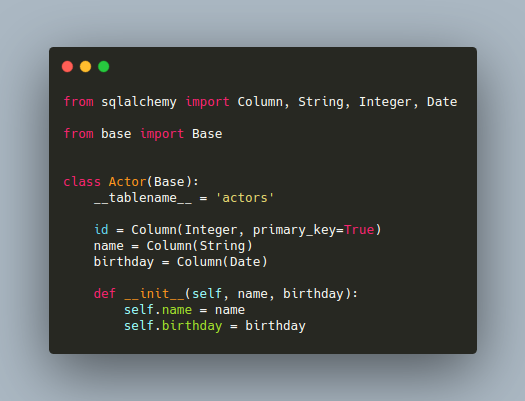 from sqlalchemy import Column, String, Integer, Date
from base import Base
class Actor(Base):
    __tablename__ = 'actors'
    id = Column(Integer, primary_key=True)
    name = Column(String)
    birthday = Column(Date)
    def __init__(self, name, birthday):
        self.name = name
        self.birthday = birthday